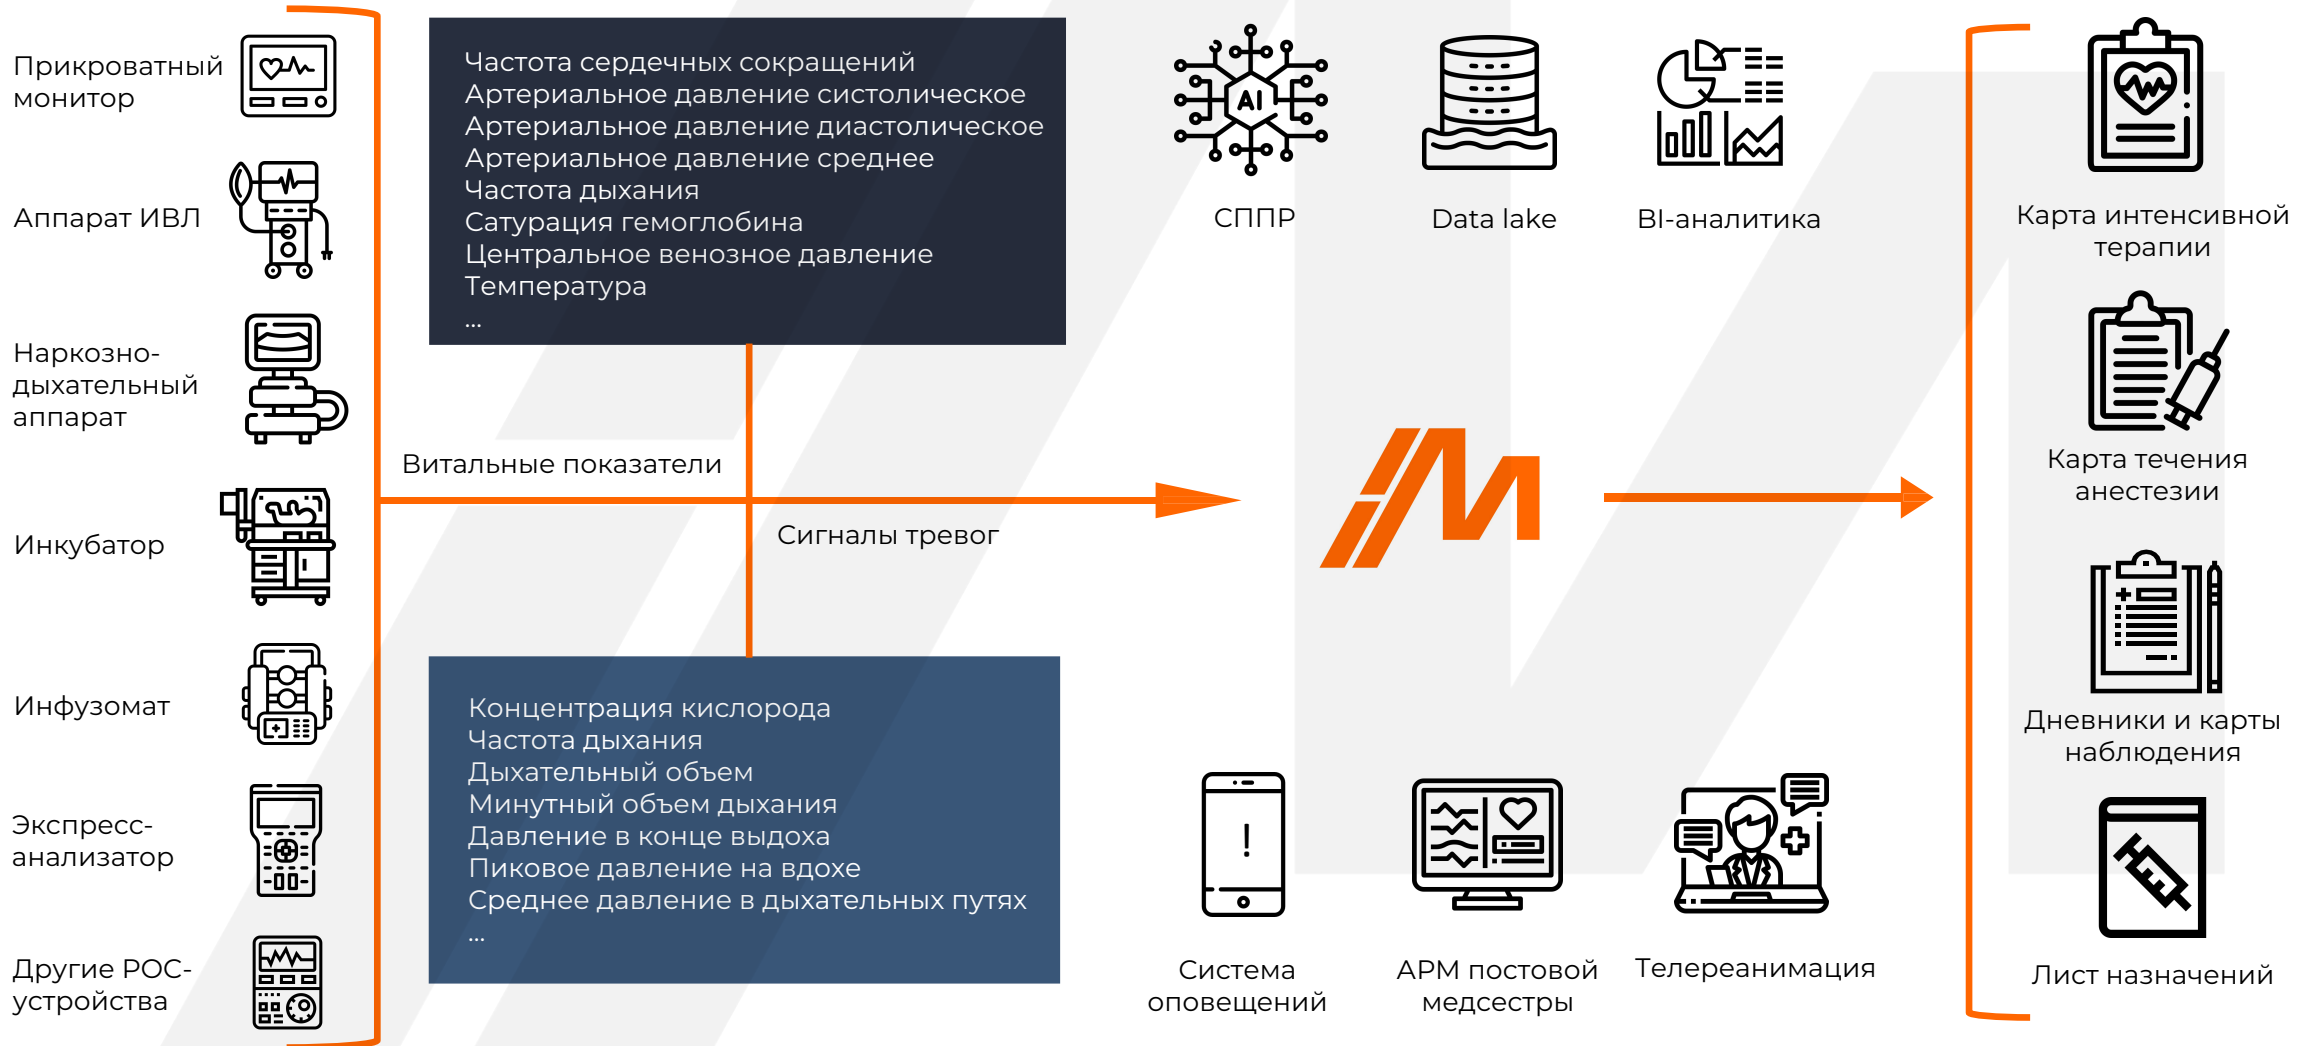 Прикроватный
монитор
Аппарат ИВЛ
Наркозно-
дыхательный
аппарат
Инкубатор
Инфузомат
Экспресс-
анализатор
Другие РОС-
устройства
Частота сердечных сокращений
Артериальное давление систолическое
Артериальное давление диастолическое
Артериальное давление среднее
Частота дыхания
Сатурация гемоглобина
Центральное венозное давление
Температура
...
Витальные показатели
Сигналы тревог
Концентрация кислорода
Частота дыхания
Дыхательный объем
Минутный объем дыхания
Давление в конце выдоха
Пиковое давление на вдохе
Среднее давление в дыхательных путях
...
AI
СППР
Data lake
BI-аналитика
M
!
Система
оповещений
АРМ постовой
медсестры
Телереанимация
Карта интенсивной
терапии
Карта течения
анестезии
Дневники и карты
наблюдения
Лист назначений